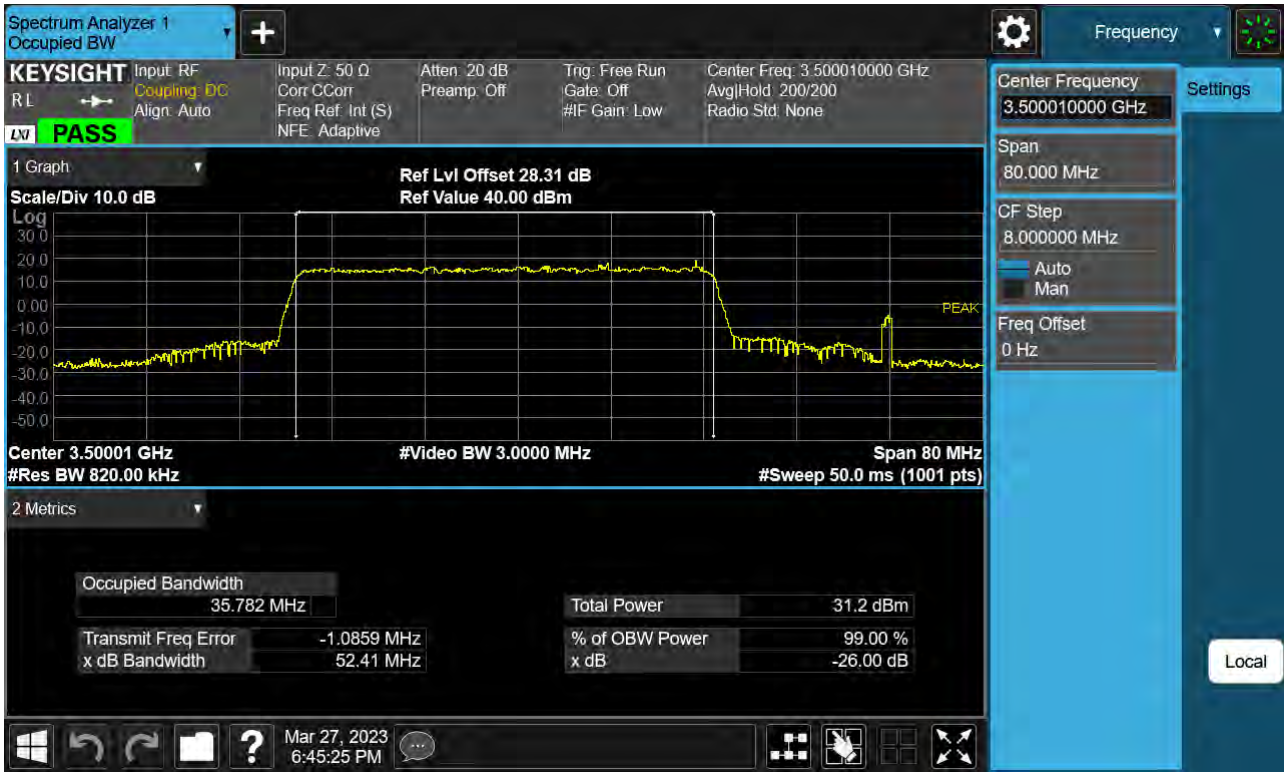 Spectrum Analyzer 1
Occupied BW
+
Frequency
KEYSIGHT
RL
LXI
PASS
Input: RF
Coupling: DC
Align: Auto
Input Z: 50 Ω
Corr CCorr
Freq Ref: Int (S)
NFE: Adaptive
Atten: 20 dB
Preamp: Off
Trig: Free Run
Gate: Off
#IF Gain: Low
Center Freq: 3.500010000 GHz
Avg|Hold: 200/200
Radio Std: None
Center Frequency
3.500010000 GHz
Settings
Span
80.000 MHz
CF Step
8.000000 MHz
Auto
Man
Freq Offset
0 Hz
Local
1 Graph
Scale/Div 10.0 dB
Ref Lvl Offset 28.31 dB
Ref Value 40.00 dBm
Log
30.0
20.0
10.0
0.00
-10.0
-20.0
-30.0
-40.0
-50.0
PEAK
Center 3.50001 GHz
#Video BW 3.0000 MHz
Span 80 MHz
#Res BW 820.00 kHz
#Sweep 50.0 ms (1001 pts)
2 Metrics
Occupied Bandwidth
35.782 MHz
Total Power 31.2 dBm
Transmit Freq Error -1.0859 MHz
% of OBW Power 99.00 %
x dB Bandwidth 52.41 MHz
x dB -26.00 dB
?
Mar 27, 2023
6:45:25 PM